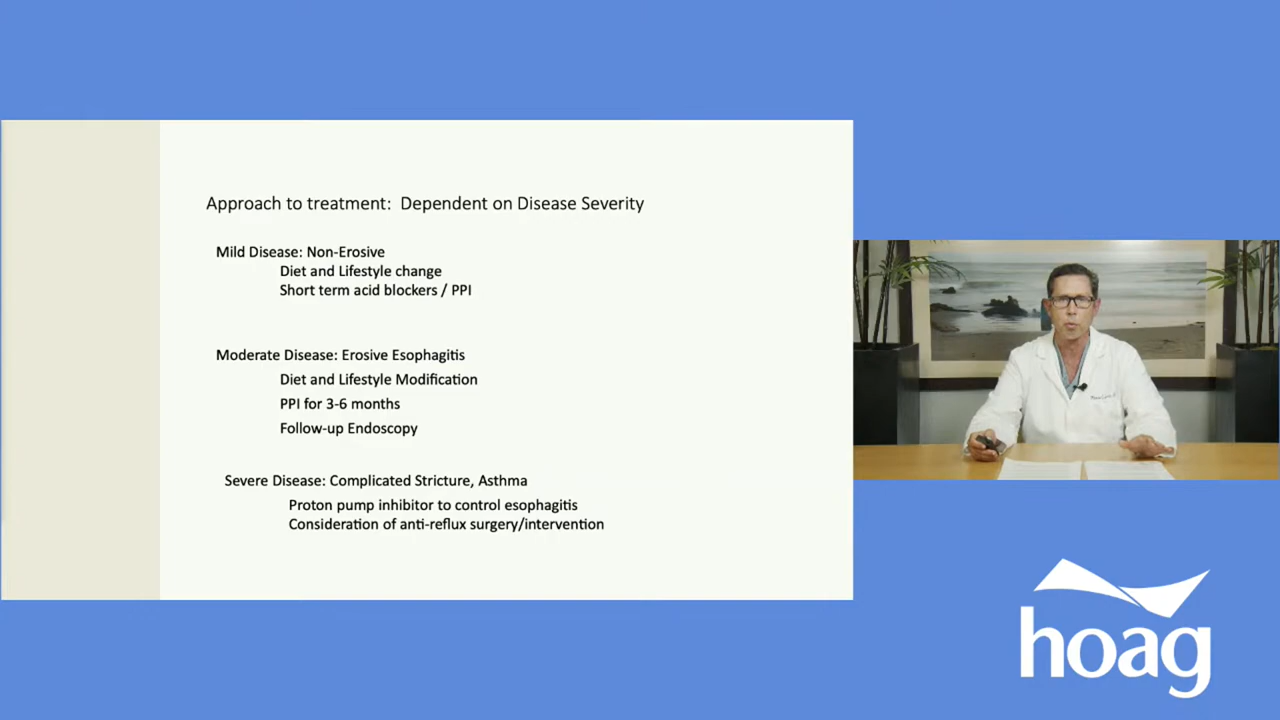 Approach to treatment: Dependent on Disease Severity
Mild Disease: Non-Erosive
Diet and Lifestyle change
Short term acid blockers / PPI
Moderate Disease: Erosive Esophagitis
Diet and Lifestyle Modification
PPI for 3-6 months
Follow-up Endoscopy
Severe Disease: Complicated Stricture, Asthma
Proton pump inhibitor to control esophagitis
Consideration of anti-reflux surgery/intervention
hoag